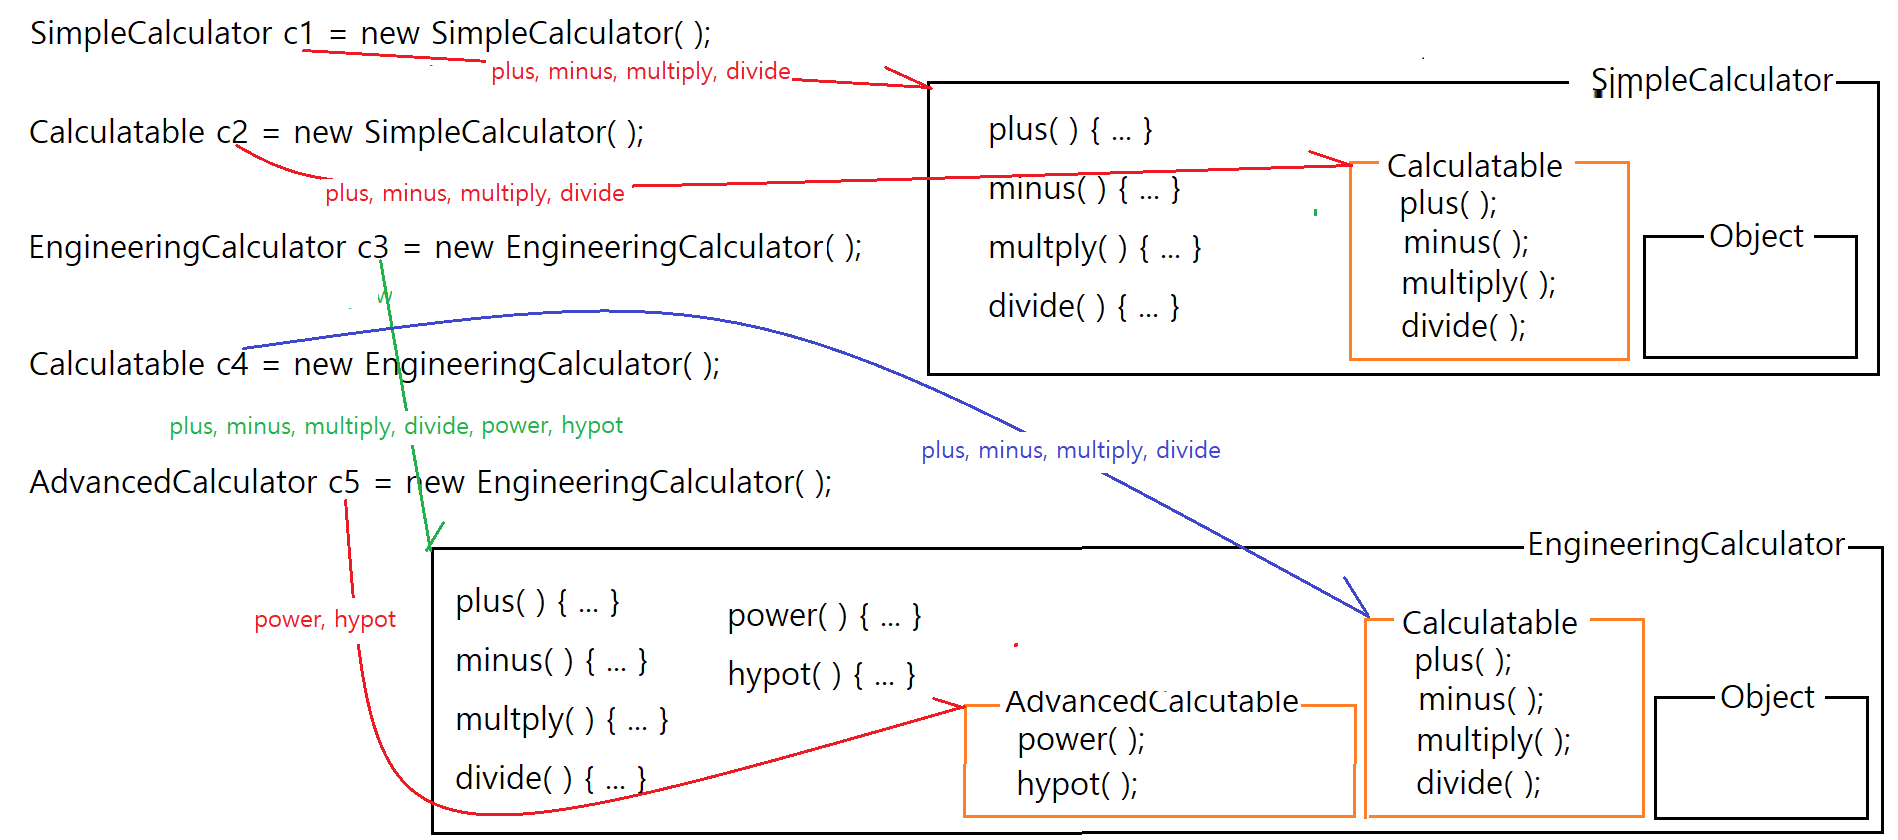 SimpleCalculator c1 = new SimpleCalculator( );
plus, minus, multiply, divide
Calculatable c2 = new SimpleCalculator( );
plus, minus, multiply, divide
EngineeringCalculator c3 = new EngineeringCalculator( );
Calculatable c4 = new EngineeringCalculator( );
plus, minus, multiply, divide, power, hypot
plus, minus, multiply, divide
AdvancedCalculator c5 = new EngineeringCalculator( );
power, hypot
SimpleCalculator
plus( ) { ... }
minus( ) { ... }
multply( ) { ... }
divide( ) { ... }
Calculatable
plus( );
minus( );
multiply( );
divide( );
Object
EngineeringCalculator
plus( ) { ... }
minus( ) { ... }
multply( ) { ... }
divide( ) { ... }
power( ) { ... }
hypot( ) { ... }
AdvancedCalcutable
power( );
hypot( );
Calculatable
plus( );
minus( );
multiply( );
divide( );
Object